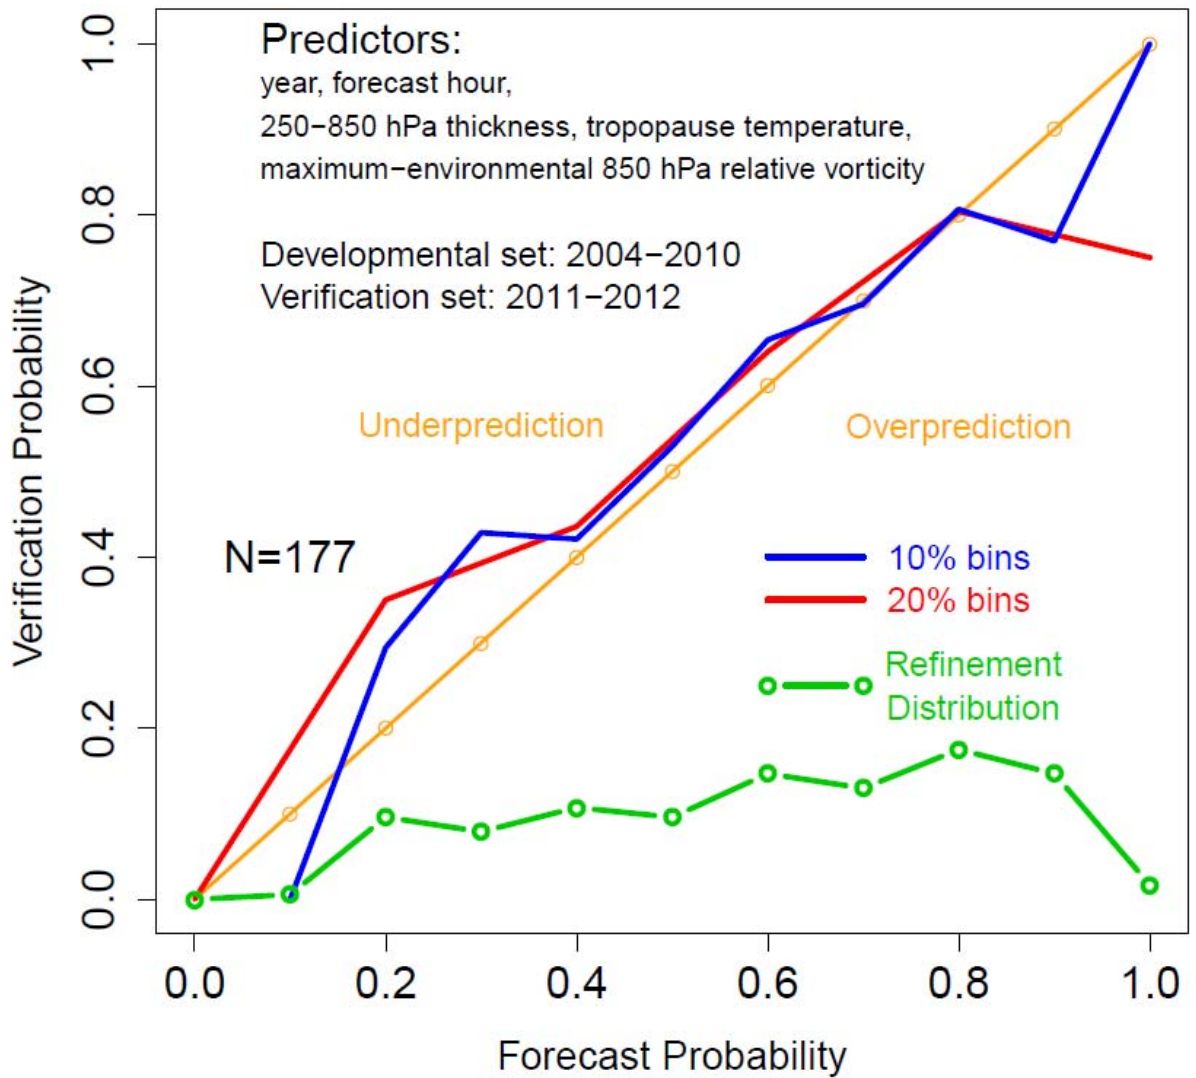 Predictors:
year, forecast hour,
250−850 hPa thickness, tropopause temperature,
maximum−environmental 850 hPa relative vorticity
Developmental set: 2004−2010
Verification set: 2011−2012
Underprediction
Overprediction
N=177
10% bins
20% bins
Refinement
Distribution
Verification Probability
1.0
0.8
0.6
0.4
0.2
0.0
0.0 0.2 0.4 0.6 0.8 1.0
Forecast Probability